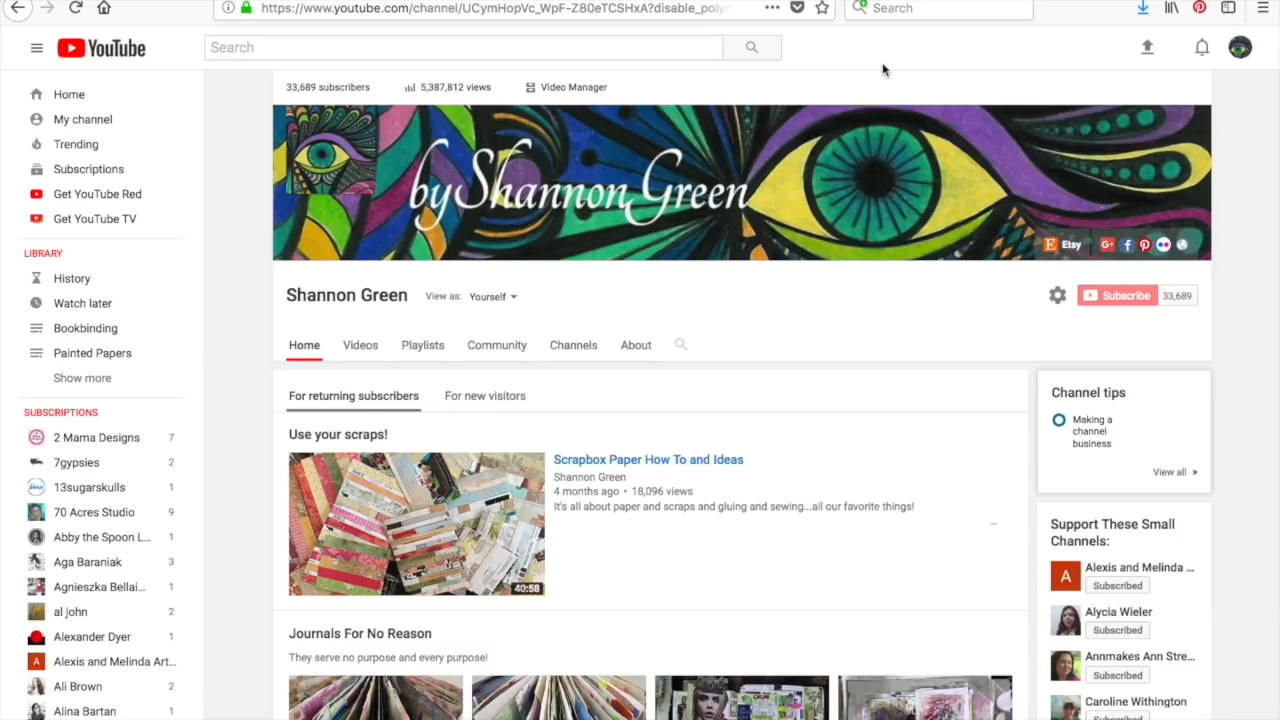 https://www.youtube.com/channel/UCymHopVc_WpF-Z80eTCSHxA?disable_poly
Search
YouTube
Search
Home
My channel
Trending
Subscriptions
Get YouTube Red
Get YouTube TV
LIBRARY
History
Watch later
Bookbinding
Painted Papers
Show more
SUBSCRIPTIONS
2 Mama Designs 7
7gypsies 2
13sugarskulls 1
70 Acres Studio 9
Abby the Spoon L... 1
Aga Baraniak 3
Agnieszka Bellai... 1
al john 2
Alexander Dyer 1
A Alexis and Melinda Art...
Ali Brown 2
Alina Bartan 1
33,689 subscribers
5,387,812 views
Video Manager
byShannonGreen
E Etsy
Shannon Green
View as: Yourself
Subscribe 33,689
Home Videos Playlists Community Channels About
For returning subscribers For new visitors
Use your scraps!
40:58
Scrapbox Paper How To and Ideas
Shannon Green
4 months ago • 18,096 views
It's all about paper and scraps and gluing and sewing...all our favorite things!
Journals For No Reason
They serve no purpose and every purpose!
Channel tips
Making a
channel
business
View all »
Support These Small
Channels:
A
Alexis and Melinda ...
Subscribed
Alycia Wieler
Subscribed
Annmakes Ann Stre...
Subscribed
Caroline Withington
Subscribed